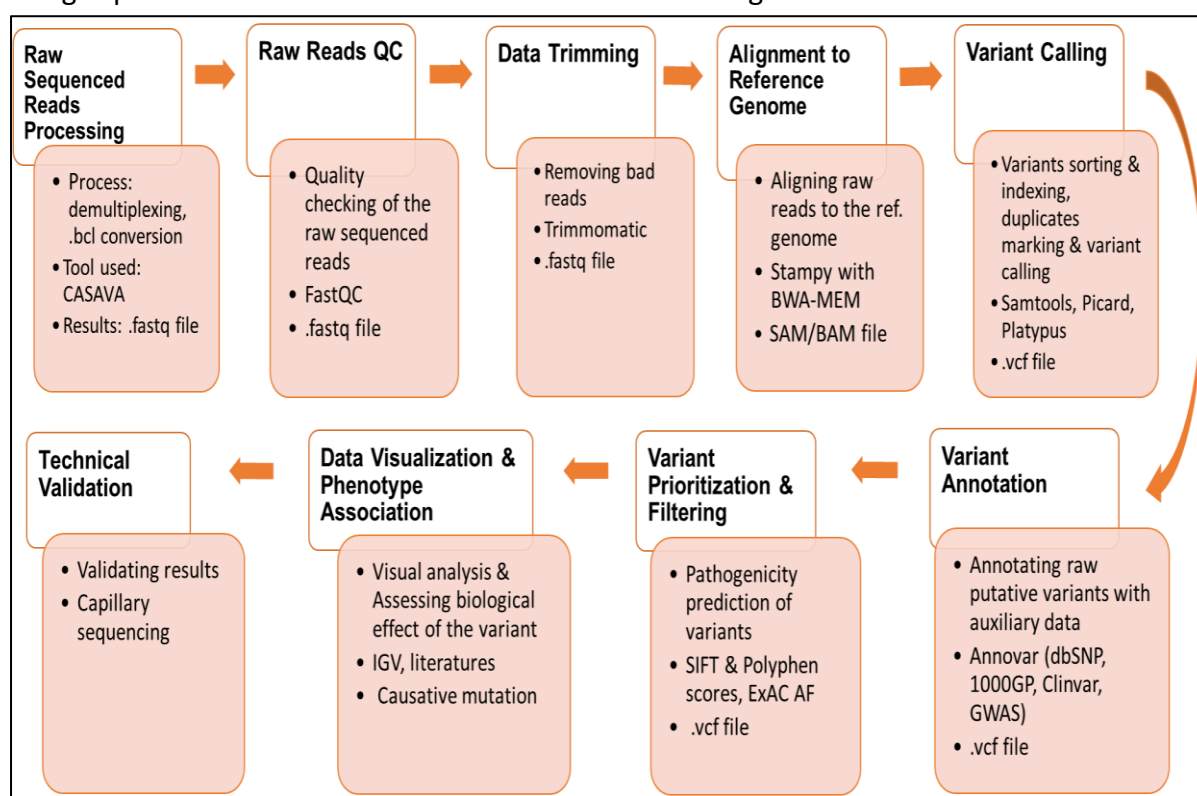 Raw
Sequenced
Reads
Processing
• Process:
demultiplexing,
.bcl conversion
• Tool used:
CASAVA
• Results: .fastq file
Raw Reads QC
• Quality
checking of the
raw sequenced
reads
• FastQC
• .fastq file
Data Trimming
• Removing bad
reads
• Trimmomatic
• .fastq file
Alignment to
Reference
Genome
• Aligning raw
reads to the ref.
genome
• Stampy with
BWA-MEM
• SAM/BAM file
Variant Calling
• Variants sorting &
indexing,
duplicates
marking & variant
calling
• Samtools, Picard,
Platypus
• .vcf file
Variant
Annotation
• Annotating raw
putative variants with
auxiliary data
• Annovar (dbSNP,
1000GP, Clinvar,
GWAS)
• .vcf file
Variant
Prioritization &
Filtering
• Pathogenicity
prediction of
variants
• SIFT & Polyphen
scores, ExAC AF
• .vcf file
Data Visualization &
Phenotype
Association
• Visual analysis &
Assessing biological
effect of the variant
• IGV, literatures
• Causative mutation
Technical
Validation
• Validating results
• Capillary
sequencing